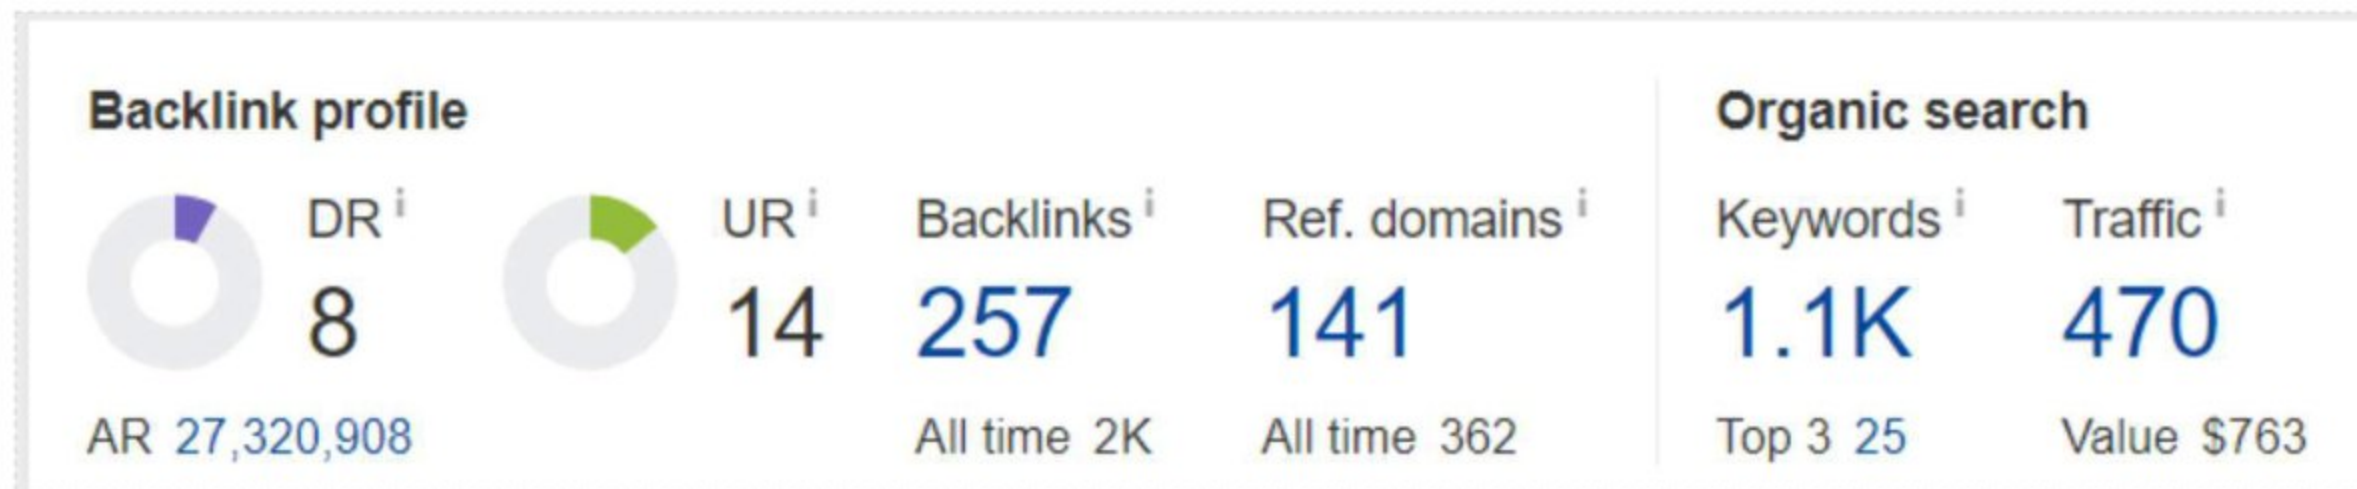 Backlink profile Organic search
DR i UR i Backlinks i Ref. domains i Keywords i Traffic i
8 14 257 141 1.1K 470
AR 27,320,908 All time 2K All time 362 Top 3 25 Value $763